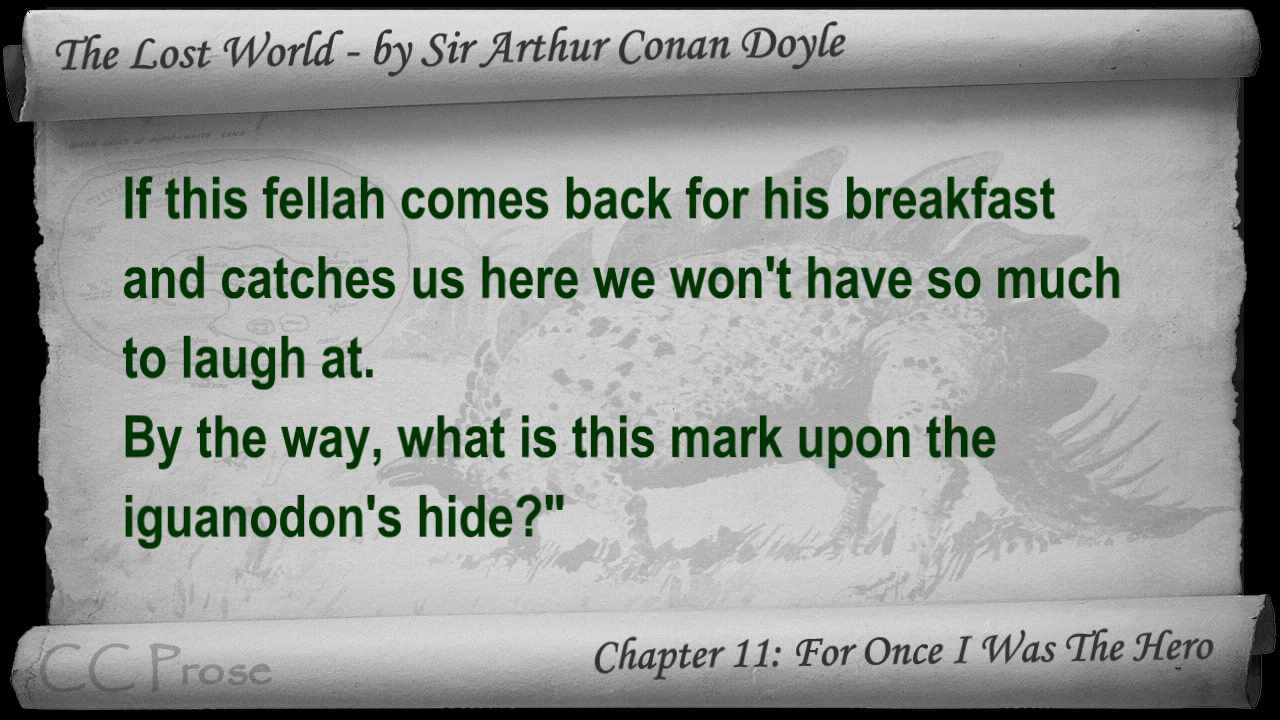 The Lost World - by Sir Arthur Conan Doyle
If this fellah comes back for his breakfast
and catches us here we won't have so much
to laugh at.
By the way, what is this mark upon the
iguanodon's hide?"
CC Prose
Chapter 11: For Once I Was The Hero